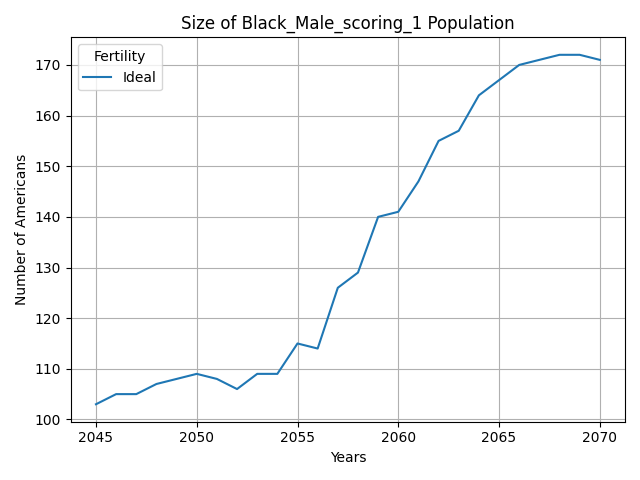 Size of Black_Male_scoring_1 Population
Fertility
Ideal
Number of Americans
170
160
150
140
130
120
110
100
2045 2050 2055 2060 2065 2070
Years